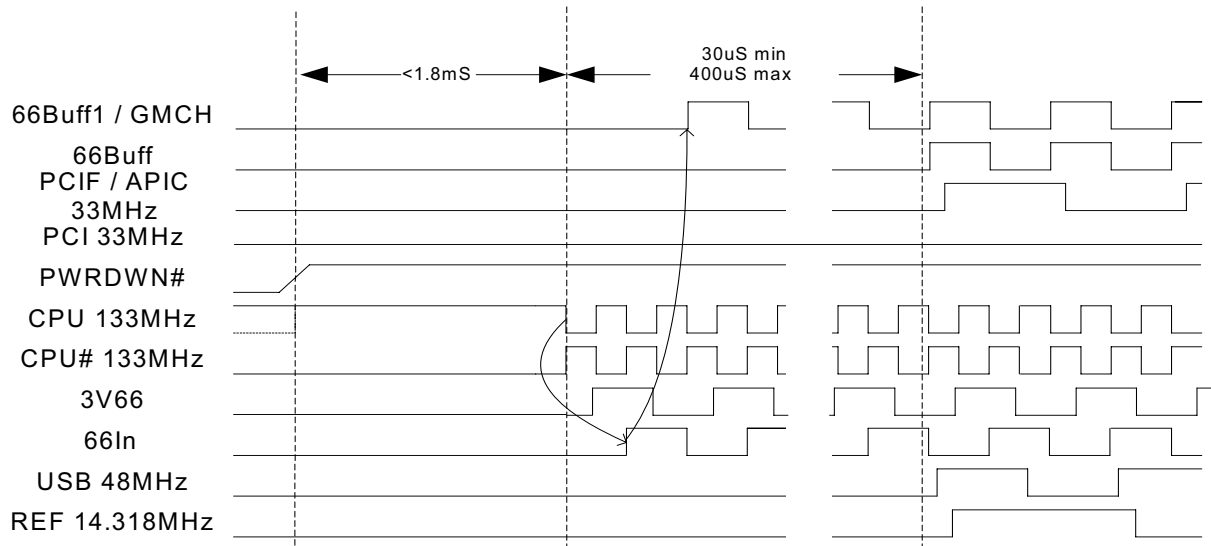 <1.8mS
30uS min
400uS max
66Buff1 / GMCH
66Buff
PCIF / APIC
33MHz
PCI 33MHz
PWRDWN#
CPU 133MHz
CPU# 133MHz
3V66
66In
USB 48MHz
REF 14.318MHz